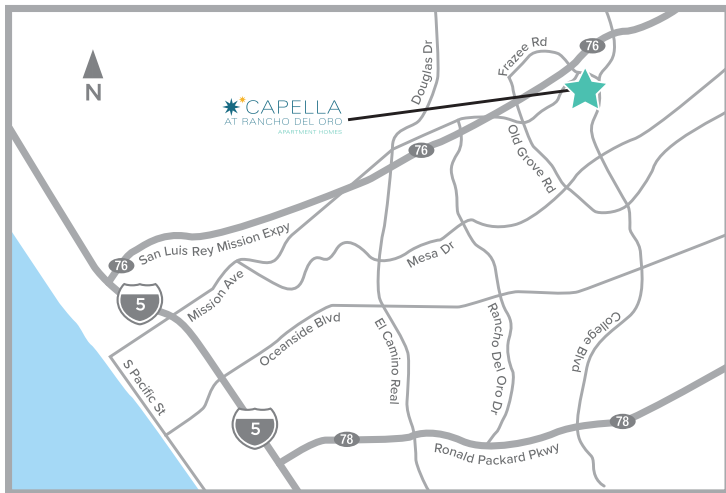 Douglas Dr
Frazee Rd
76
N
CAPELLA
AT RANCHO DEL ORO
APARTMENT HOMES
76
Old Grove Rd
San Luis Rey Mission Expy
76
Mesa Dr
Mission Ave
5
Oceanside Blvd
El Camino Real
Rancho Del Oro Dr
College Blvd
S Pacific St
5
78
78
Ronald Packard Pkwy